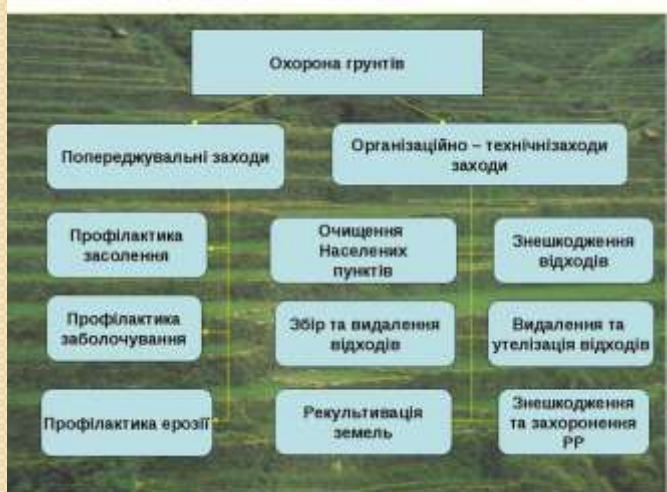 Охорона грунтів
Попереджувальні заходи
Організаційно – технічнізаходи
заходи
Профілактика
засолення
Очищення
Населених
пунктів
Знешкодження
відходів
Профілактика
заболочування
Збір та видалення
відходів
Видалення та
утелізація відходів
Профілактика ерозії
Рекультивація
земель
Знешкодження
та захоронення
РР